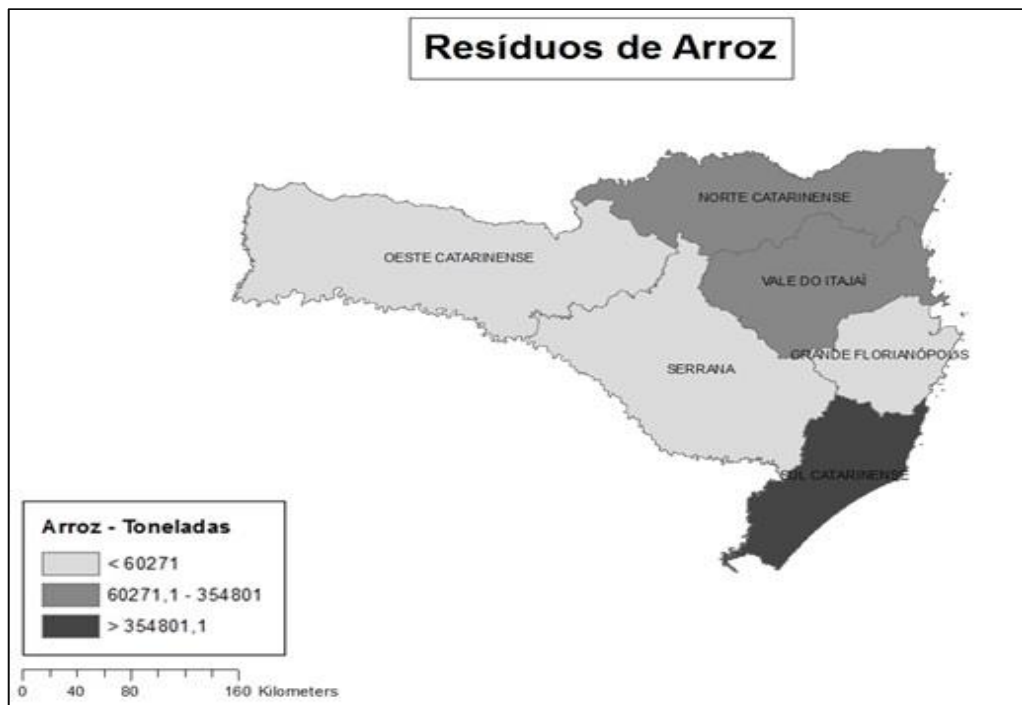 Resíduos de Arroz
NORTE CATARINENSE
OESTE CATARINENSE
VALE DO ITAJAÍ
GRANDE FLORIANÓPOLIS
SERRANA
SUL CATARINENSE
Arroz - Toneladas
< 60271
60271,1 - 354801
> 354801,1
0 40 80 160 Kilometers